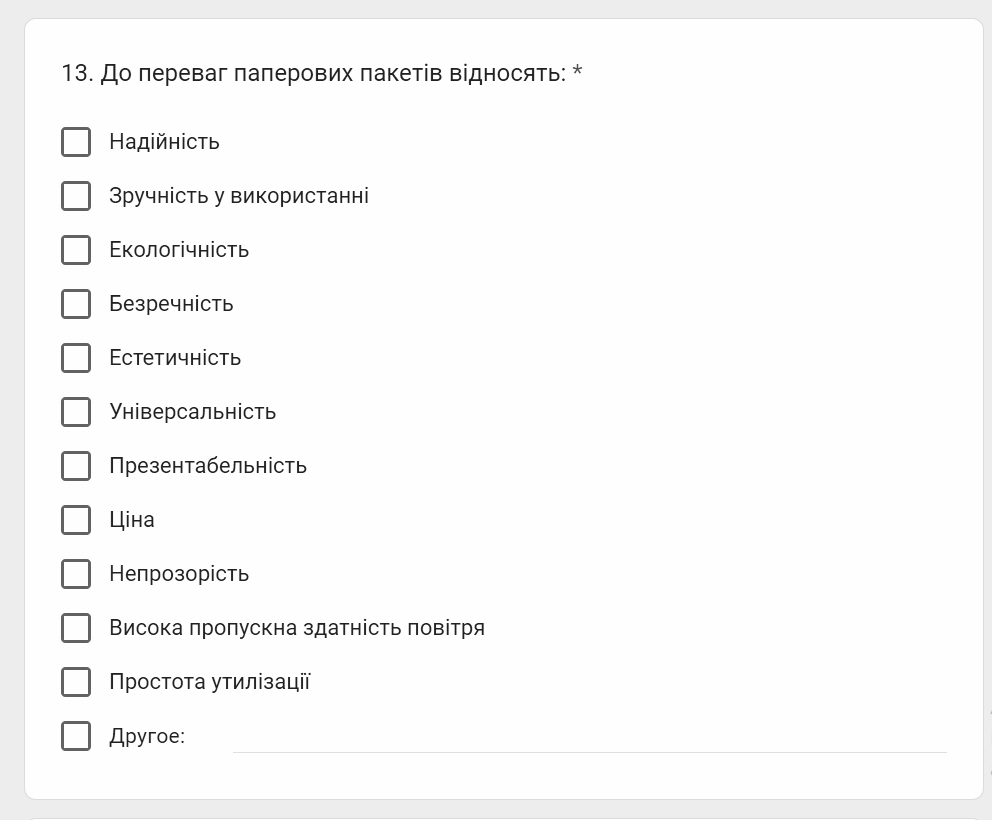 13. До переваг паперових пакетів відносять: *
Надійність
Зручність у використанні
Екологічність
Безречність
Естетичність
Універсальність
Презентабельність
Ціна
Непрозорість
Висока пропускна здатність повітря
Простота утилізації
Другое: